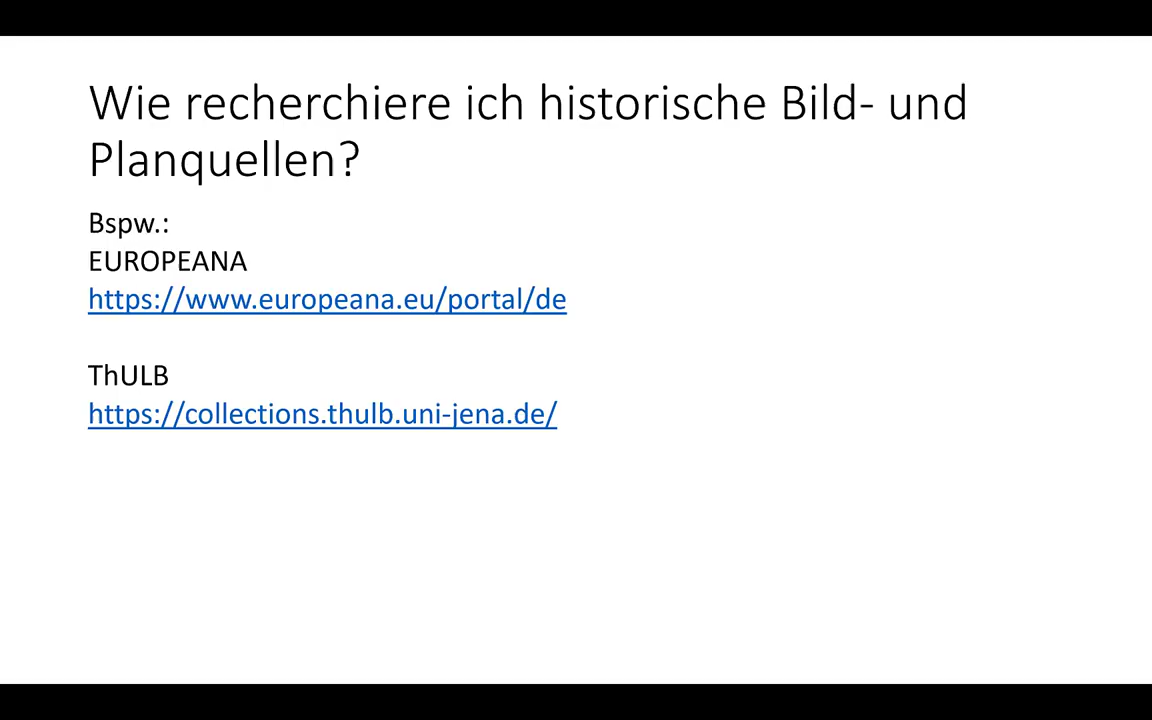 Wie recherchiere ich historische Bild- und
Planquellen?
Bspw.:
EUROPEANA
https://www.europeana.eu/portal/de
ThULB
https://collections.thulb.uni-jena.de/